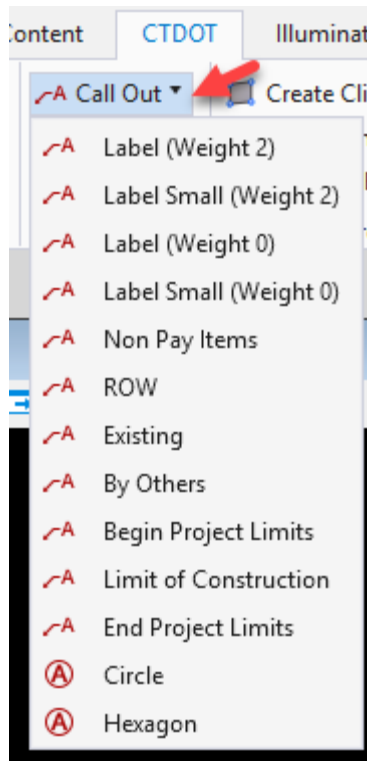 ontent CTDOT Illuminat
A Call Out Create Cli
A Label (Weight 2)
A Label Small (Weight 2)
A Label (Weight 0)
A Label Small (Weight 0)
A Non Pay Items
A ROW
A Existing
A By Others
A Begin Project Limits
A Limit of Construction
A End Project Limits
A Circle
A Hexagon